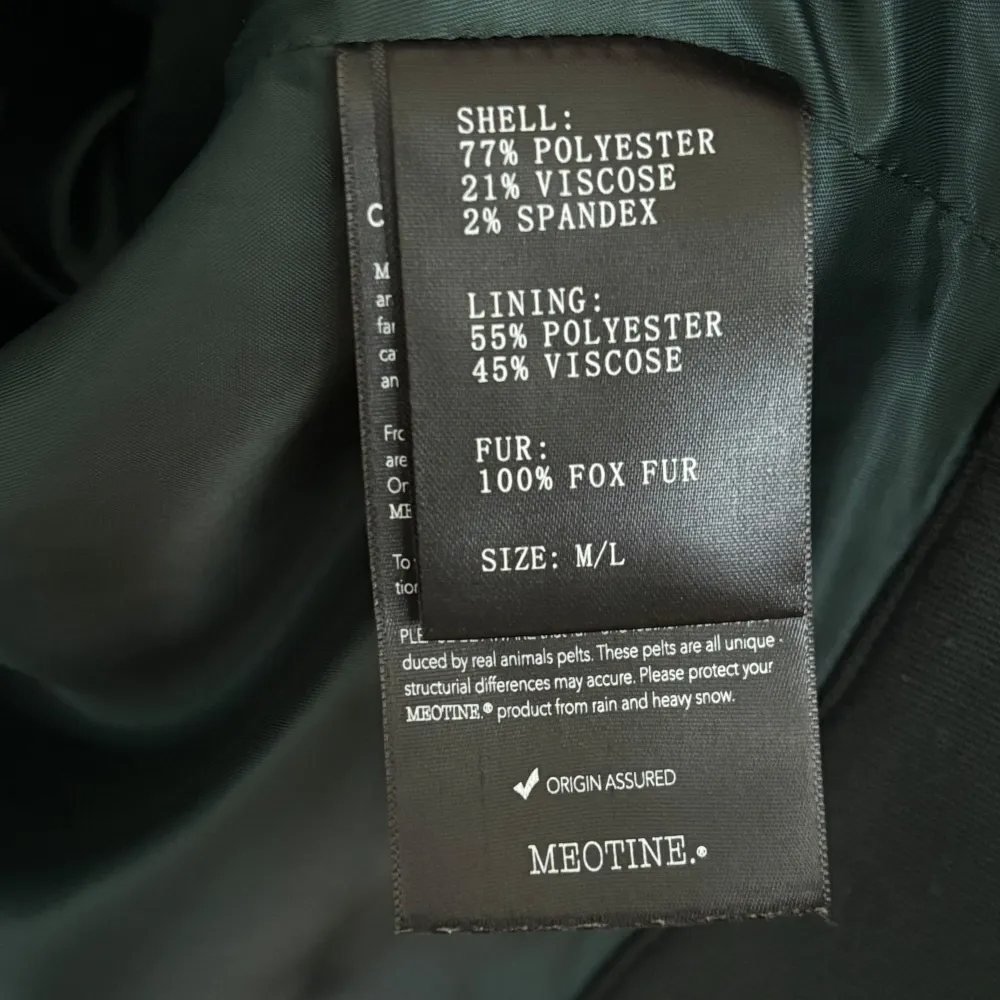 SHELL:
77% POLYESTER
21% VISCOSE
2% SPANDEX
LINING:
55% POLYESTER
45% VISCOSE
FUR:
100% FOX FUR
SIZE: M/L
duced by real animals pelts. These pelts are all unique -
structurial differences may accure. Please protect your
MEOTINE.® product from rain and heavy snow.
ORIGIN ASSURED
MEOTINE.®